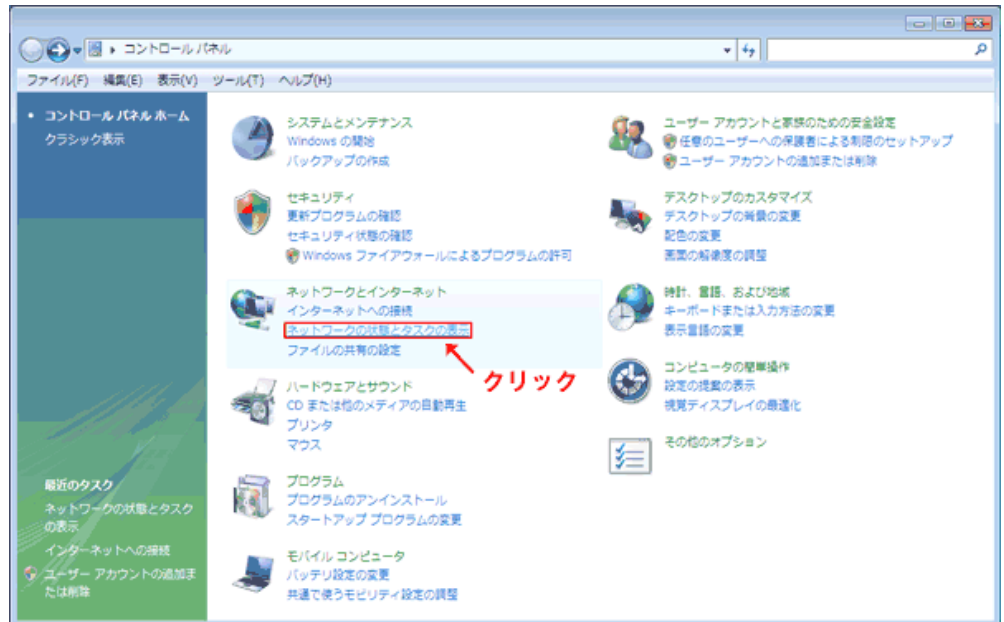 コントロール パネル
ファイル(F) 編集(E) 表示(V) ツール(T) ヘルプ(H)
コントロール パネル ホーム
クラシック表示
最近のタスク
ネットワークの状態とタスク
の表示
インターネットへの接続
ユーザー アカウントの追加ま
たは削除
システムとメンテナンス
Windows の開始
バックアップの作成
セキュリティ
更新プログラムの確認
セキュリティ状態の確認
Windows ファイアウォールによるプログラムの許可
ネットワークとインターネット
インターネットへの接続
ネットワークの状態とタスクの表示
ファイルの共有の設定
クリック
ハードウェアとサウンド
CD または他のメディアの自動再生
プリンタ
マウス
プログラム
プログラムのアンインストール
スタートアップ プログラムの変更
モバイル コンピュータ
バッテリ設定の変更
共通で使うモビリティ設定の調整
ユーザー アカウントと家族のための安全設定
任意のユーザーへの保護者による制限のセットアップ
ユーザー アカウントの追加または削除
デスクトップのカスタマイズ
デスクトップの背景の変更
配色の変更
画面の解像度の調整
時計、言語、および地域
キーボードまたは入力方法の変更
表示言語の変更
コンピュータの簡単操作
設定の提案の表示
視覚ディスプレイの最適化
その他のオプション